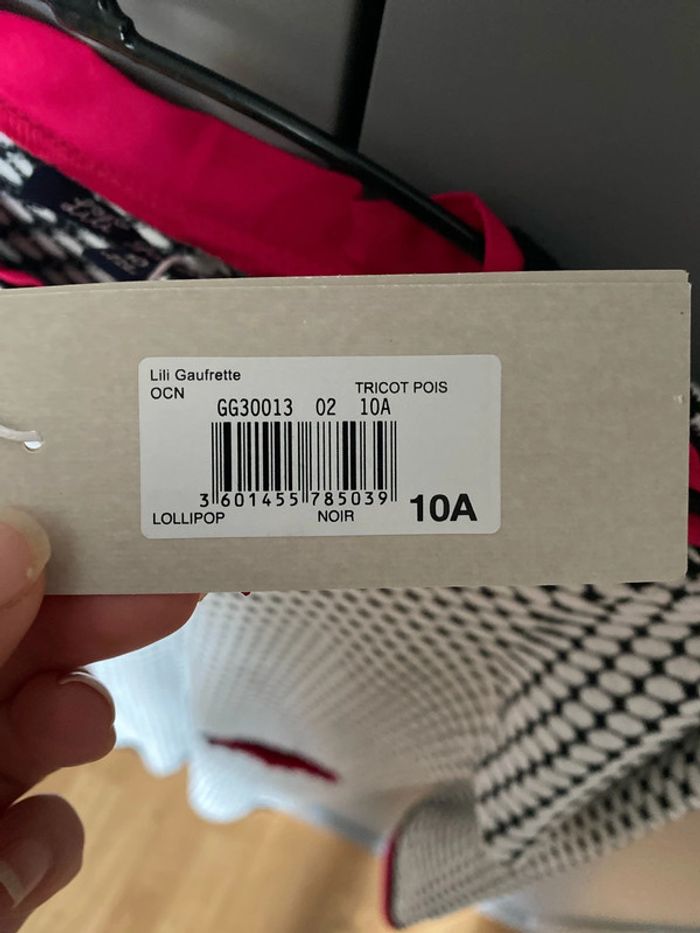 Lili Gaufrette
OCN
TRICOT POIS
GG30013 02 10A
3 601455 785039
LOLLIPOP NOIR 10A